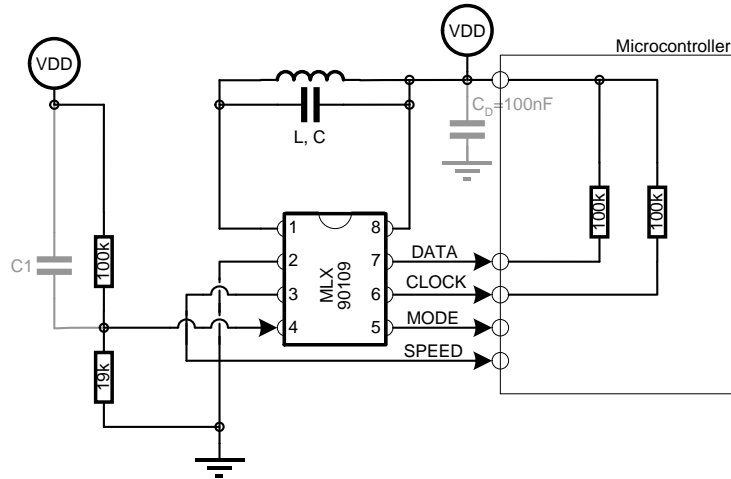 VDD
Microcontroller
VDD
C_D=100nF
L, C
100k
100k
C1
100k
1
8
2
7
DATA
MLX
90109
3
6
CLOCK
4
5
MODE
SPEED
19k